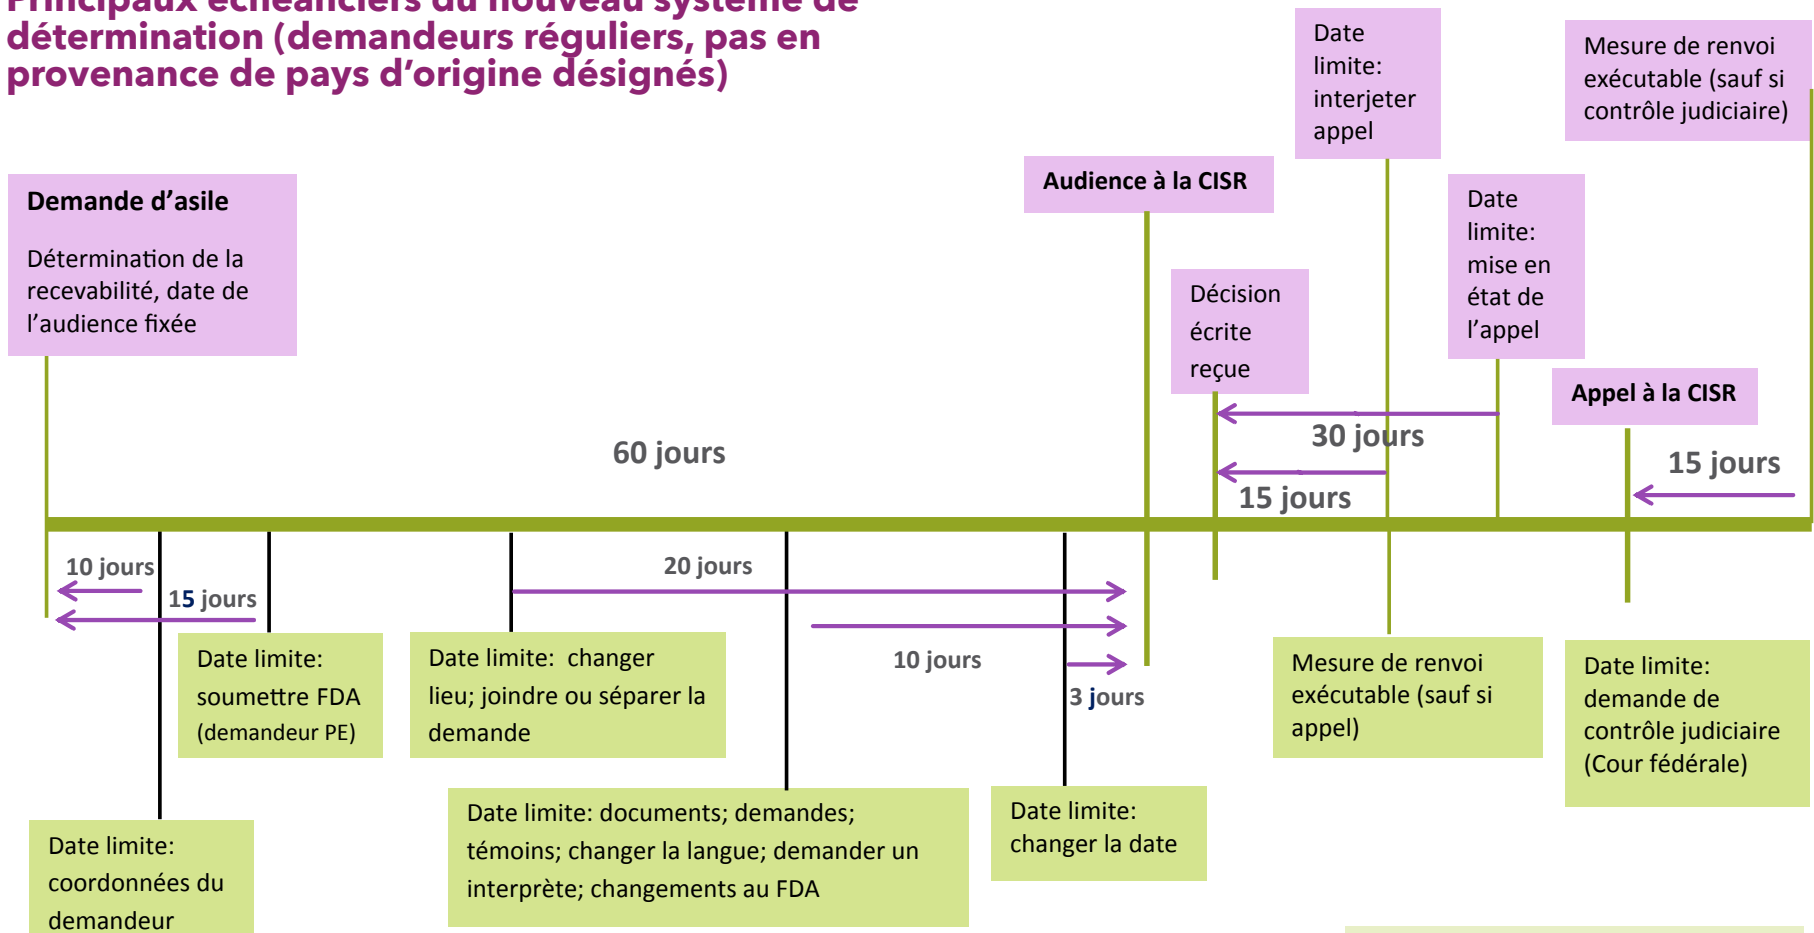 Principaux échéanciers du nouveau système de
détermination (demandeurs réguliers, pas en
provenance de pays d'origine désignés)
Date
limite:
interjeter
appel
Mesure de renvoi
exécutable (sauf si
contrôle judiciaire)
Demande d'asile
Détermination de la
recevabilité, date de
l'audience fixée
Audience à la CISR
Date
limite:
mise en
état de
l'appel
Décision
écrite
reçue
Appel à la CISR
60 jours
30 jours
15 jours
15 jours
10 jours
15 jours
20 jours
10 jours
3 jours
Date limite:
soumettre FDA
(demandeur PE)
Date limite: changer
lieu; joindre ou séparer la
demande
Mesure de renvoi
exécutable (sauf si
appel)
Date limite:
demande de
contrôle judiciaire
(Cour fédérale)
Date limite:
coordonnées du
demandeur
Date limite: documents; demandes;
témoins; changer la langue; demander un
interprète; changements au FDA
Date limite:
changer la date